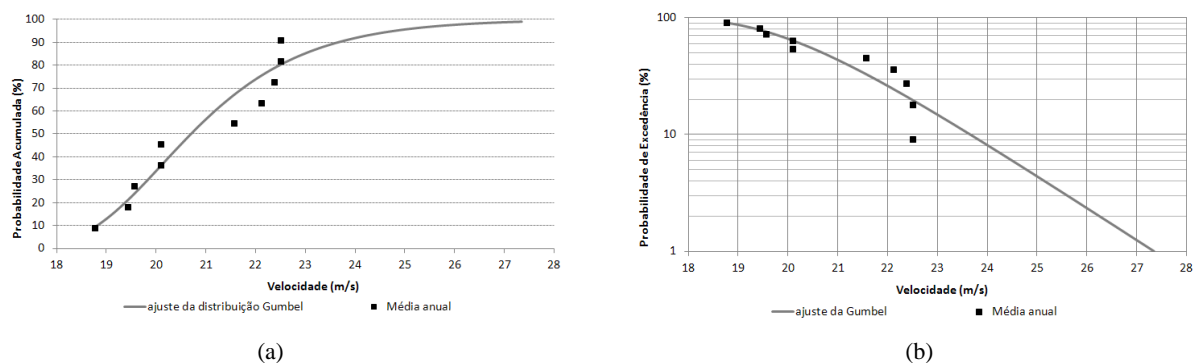 Probabilidade Acumulada (%)
100
90
80
70
60
50
40
30
20
10
0
18 19 20 21 22 23 24 25 26 27 28
Velocidade (m/s)
ajuste da distribuição Gumbel Média anual
(a)
Probabilidade de Excedência (%)
100
10
1
18 19 20 21 22 23 24 25 26 27 28
Velocidade (m/s)
ajuste da Gumbel Média anual
(b)